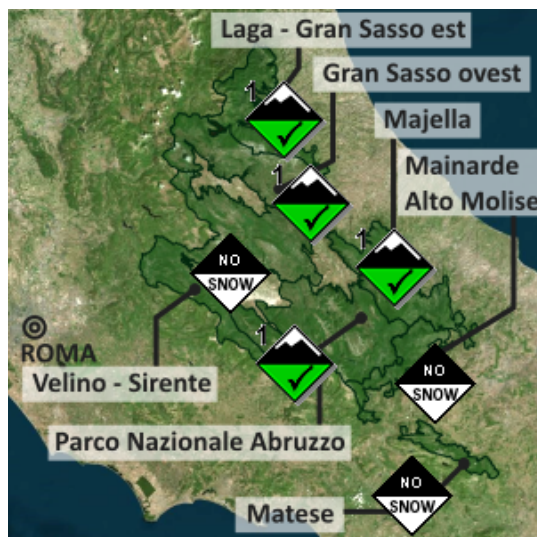 Laga - Gran Sasso est
Gran Sasso ovest
1
Majella
Mainarde
Alto Molise
1
1
NO
SNOW
ROMA
1
Velino - Sirente
NO
SNOW
Parco Nazionale Abruzzo
NO
SNOW
Matese